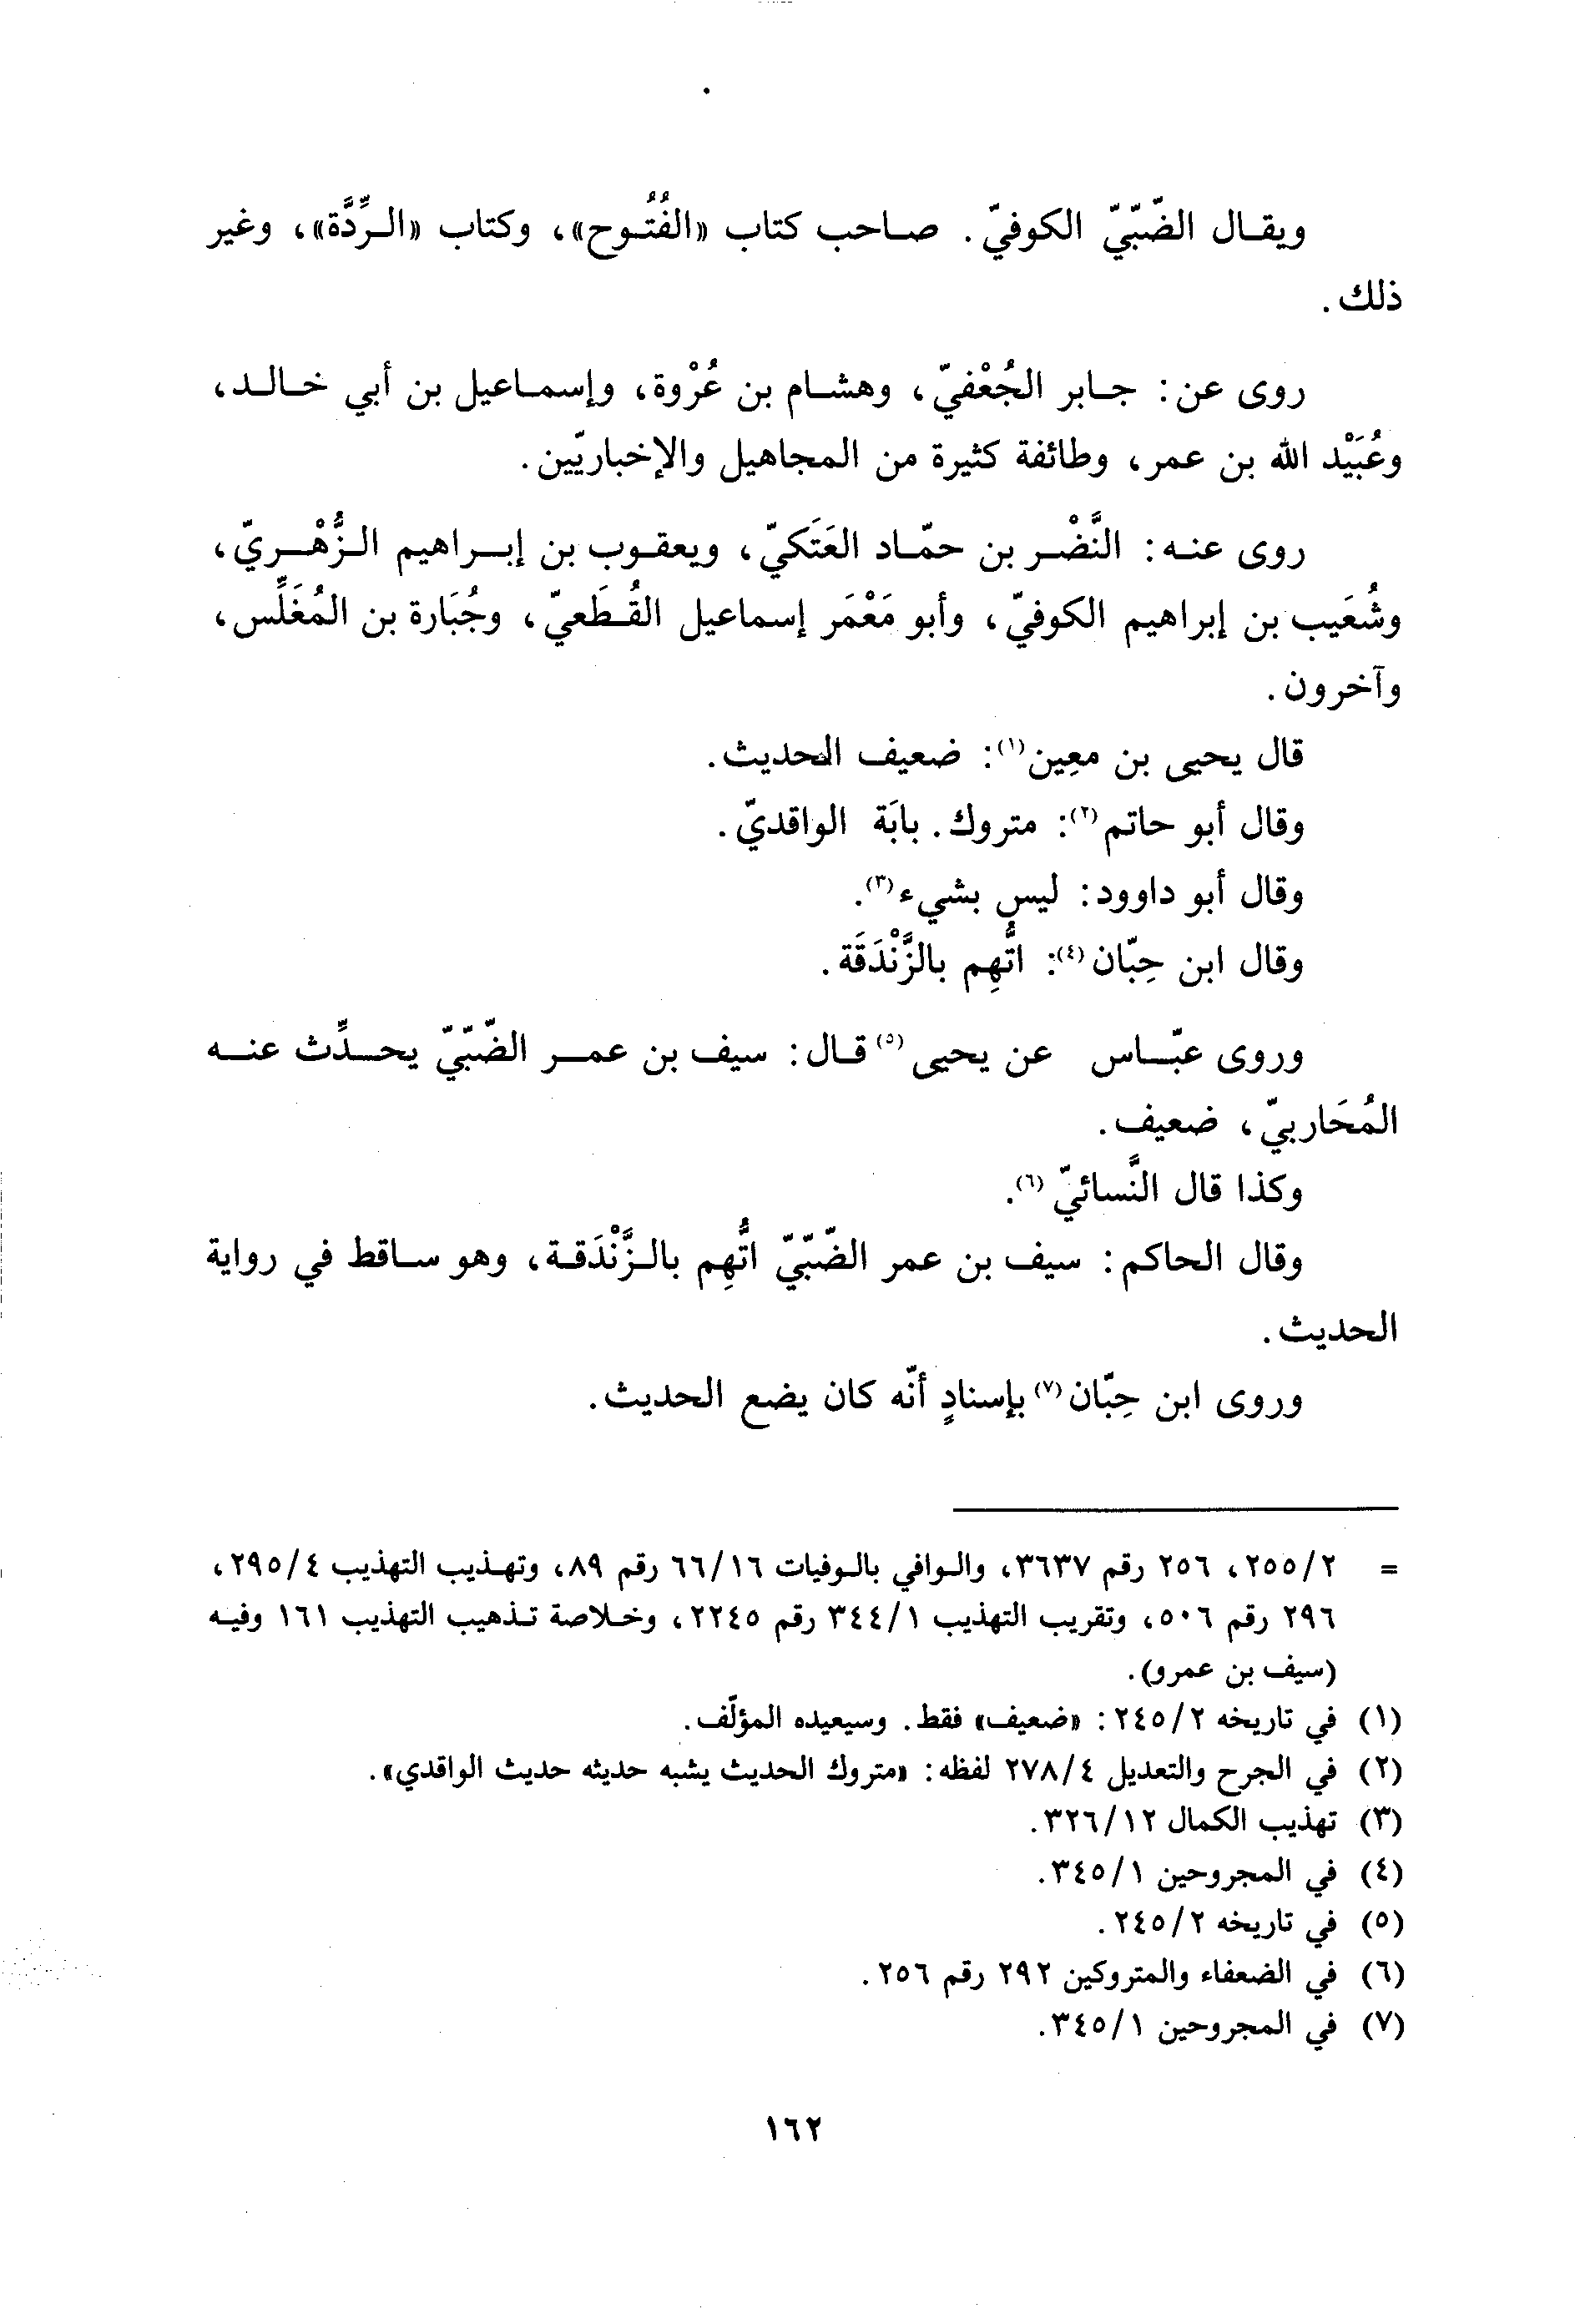 ويقال الضّبّيّ الكوفيّ. صاحب كتاب «الفُتُوح»، وكتاب «الرِّدَّة»، وغير
ذلك.
روى عن: جابر الجُعْفيّ، وهشام بن عُرْوة، وإسماعيل بن أبي خالد،
وعُبَيْد الله بن عمر، وطائفة كثيرة من المجاهيل والإخباريّين.
روى عنه: النَّضْر بن حمّاد العَتَكيّ، ويعقوب بن إبراهيم الزُّهْريّ،
وشُعَيب بن إبراهيم الكوفيّ، وأبو مَعْمَر إسماعيل القُطَعيّ، وجُبَارة بن المُغَلِّس،
وآخرون.
قال يحيى بن معِين(١): ضعيف الحديث.
وقال أبو حاتم(٢): متروك. بابَة الواقديّ.
وقال أبو داوود: ليس بشيء(٣).
وقال ابن حِبّان(٤): اتُّهِم بالزَّنْدَقَة.
وروى عبّاس عن يحيى(٥) قال: سيف بن عمر الضّبّيّ يحدِّث عنه
المُحَاربيّ، ضعيف.
وكذا قال النَّسائيّ(٦).
وقال الحاكم: سيف بن عمر الضّبّيّ اتُّهِم بالزَّنْدَقة، وهو ساقط في رواية
الحديث.
وروى ابن حِبّان(٧) بإسنادٍ أنّه كان يضع الحديث.
= ٢/٢٥٥، ٢٥٦ رقم ٣٦٣٧، والوافي بالوفيات ١٦/٦٦ رقم ٨٩، وتهذيب التهذيب ٤/٢٩٥،
٢٩٦ رقم ٥٠٦، وتقريب التهذيب ١/٣٤٤ رقم ٢٢٤٥، وخلاصة تذهيب التهذيب ١٦١ وفيه
(سيف بن عمرو).
(١) في تاريخه ٢/٢٤٥: «ضعيف» فقط. وسيعيده المؤلّف.
(٢) في الجرح والتعديل ٤/٢٧٨ لفظه: «متروك الحديث يشبه حديثه حديث الواقدي».
(٣) تهذيب الكمال ١٢/٣٢٦.
(٤) في المجروحين ١/٣٤٥.
(٥) في تاريخه ٢/٢٤٥.
(٦) في الضعفاء والمتروكين ٢٩٢ رقم ٢٥٦.
(٧) في المجروحين ١/٣٤٥.
١٦٢